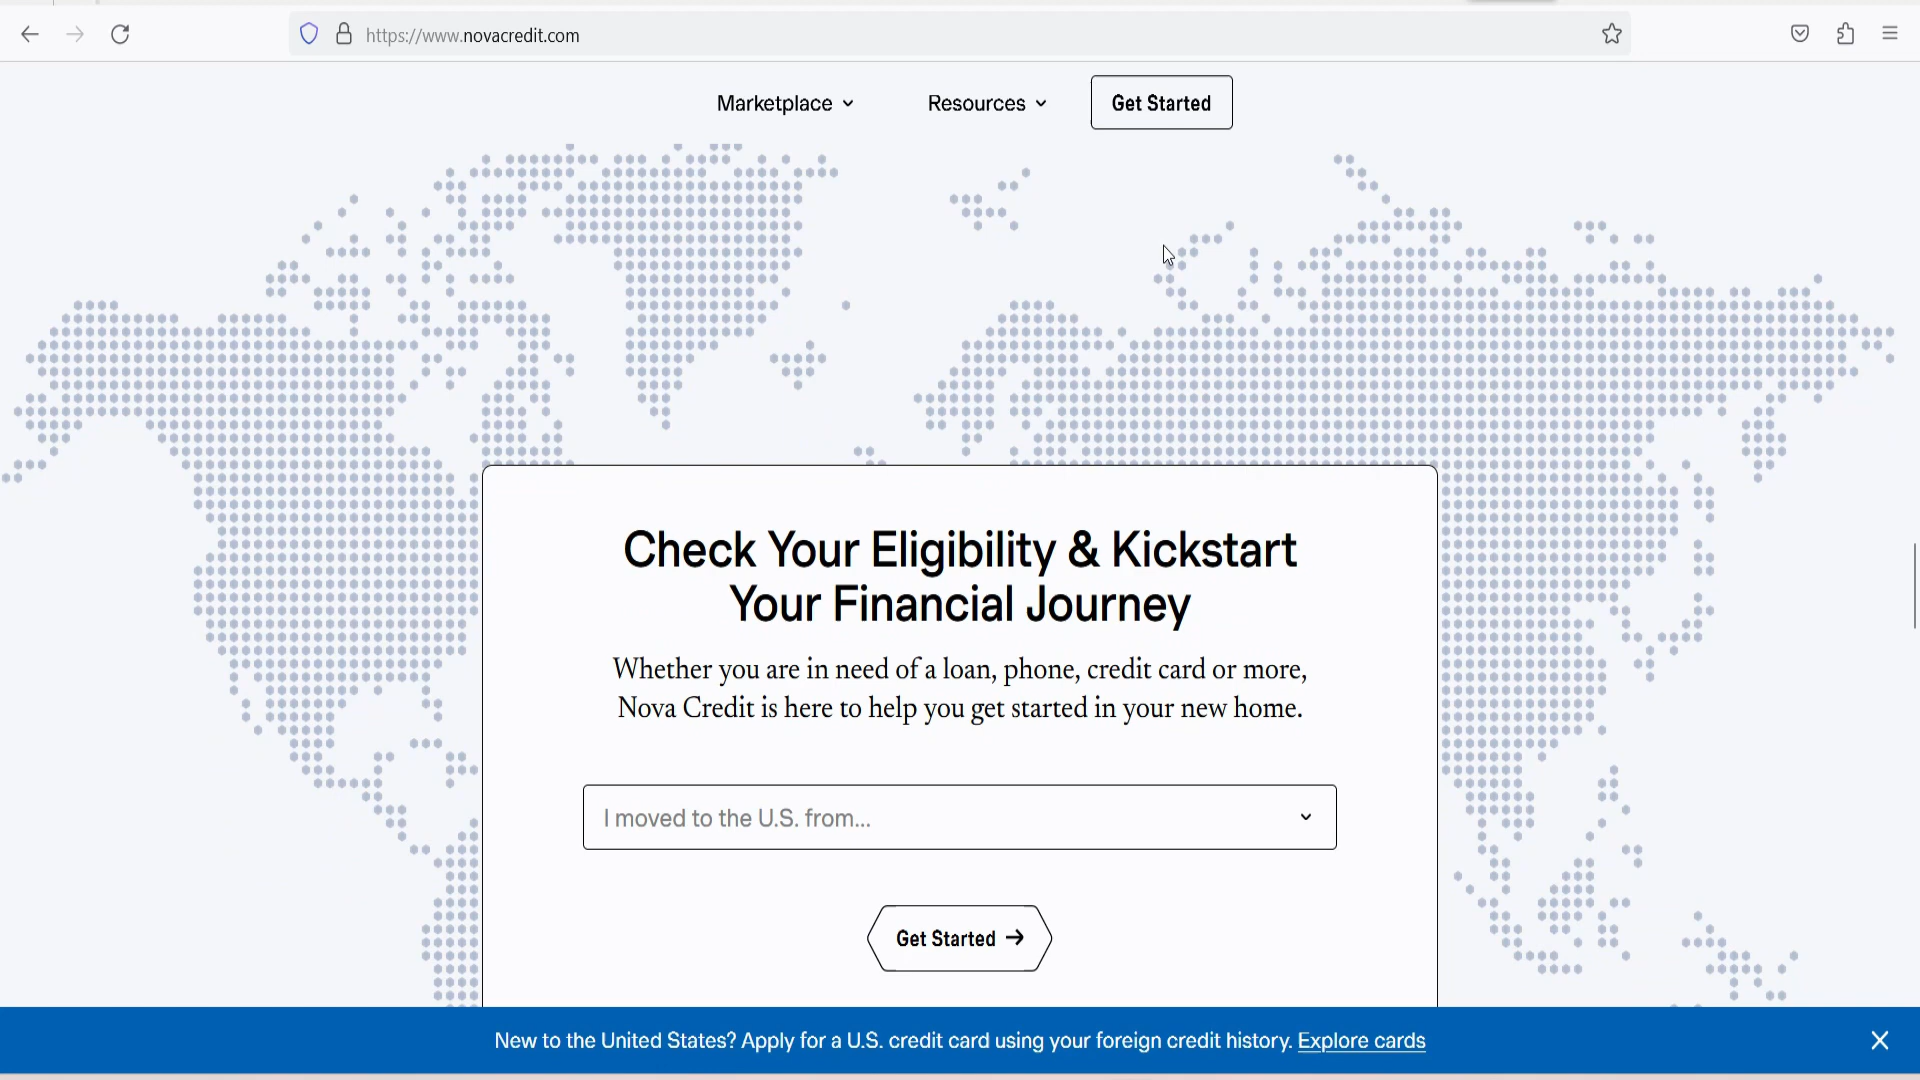 https://www.novacredit.com
Marketplace
Resources
Get Started
Check Your Eligibility & Kickstart
Your Financial Journey
Whether you are in need of a loan, phone, credit card or more,
Nova Credit is here to help you get started in your new home.
I moved to the U.S. from...
Get Started →
New to the United States? Apply for a U.S. credit card using your foreign credit history. Explore cards